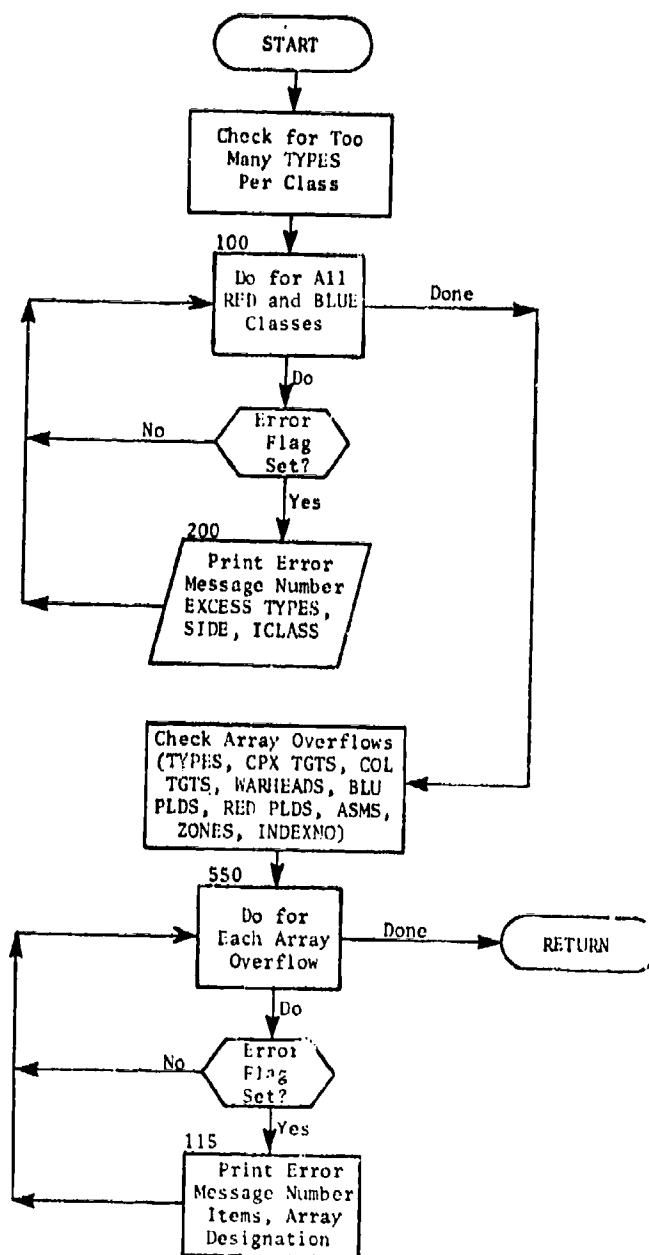 START
Check for Too
Many TYPES
Per Class
100
Do for All
RED and BLUE
Classes
Done
Do
No
Error
Flag
Set?
Yes
200
Print Error
Message Number
EXCESS TYPES,
SIDE, ICLASS
Check Array Overflows
(TYPES, CPX TGTS, COL
TGTS, WARHEADS, BLU
PLDS, RED PLDS, ASMS,
ZONES, INDEXNO)
550
Do for
Each Array
Overflow
Done
RETURN
Do
No
Error
Flag
Set?
Yes
115
Print Error
Message Number
Items, Array
Designation